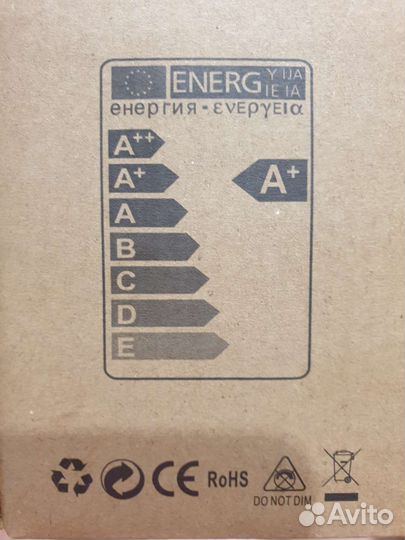 ENERG Y IJA
IE IA
енергия · ενεργεια
A++
A+
A+
A
B
C
D
E
CE RoHS
DO NOT DIM
Avito